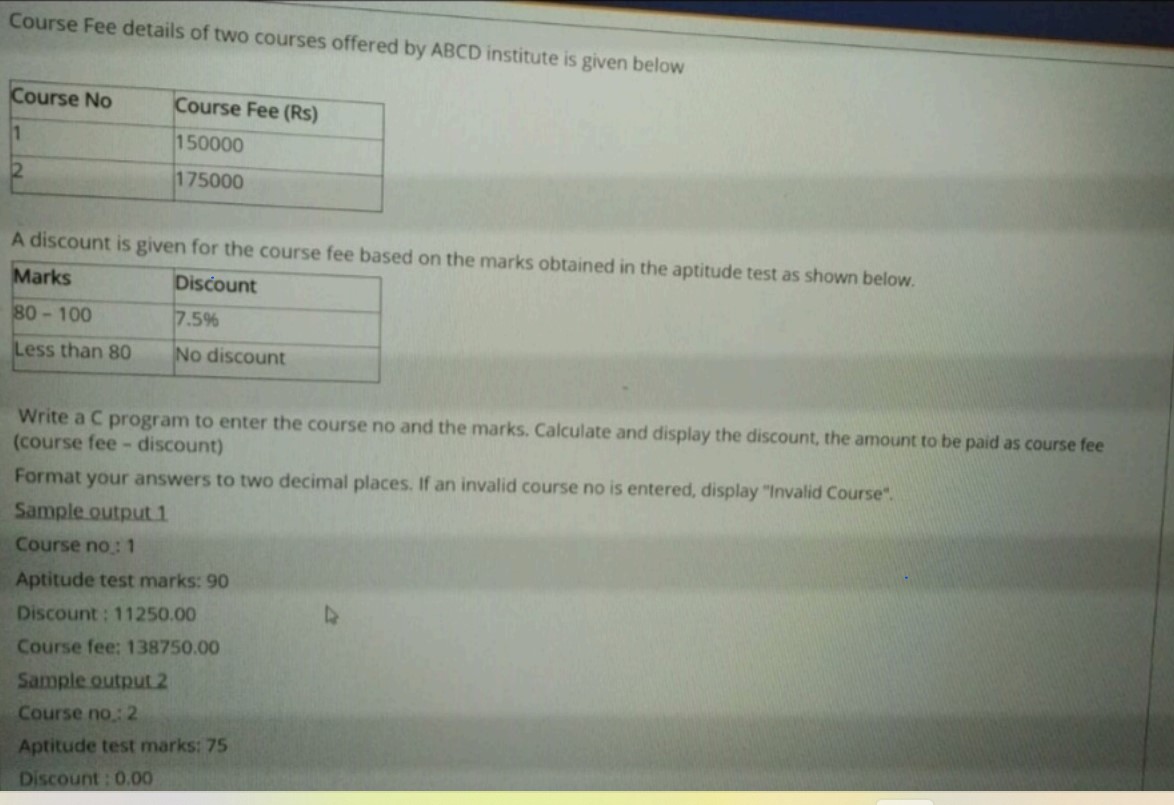 Course Fee details of two courses offered by ABCD institute is given below
Course No Course Fee (Rs)
1 150000
2 175000
A discount is given for the course fee based on the marks obtained in the aptitude test as shown below.
Marks Discount
80 - 100 7.5%
Less than 80 No discount
Write a C program to enter the course no and the marks. Calculate and display the discount, the amount to be paid as course fee
(course fee – discount)
Format your answers to two decimal places. If an invalid course no is entered, display "Invalid Course".
Sample output 1
Course no.: 1
Aptitude test marks: 90
Discount : 11250.00
Course fee: 138750.00
Sample output 2
Course no.: 2
Aptitude test marks: 75
Discount : 0.00